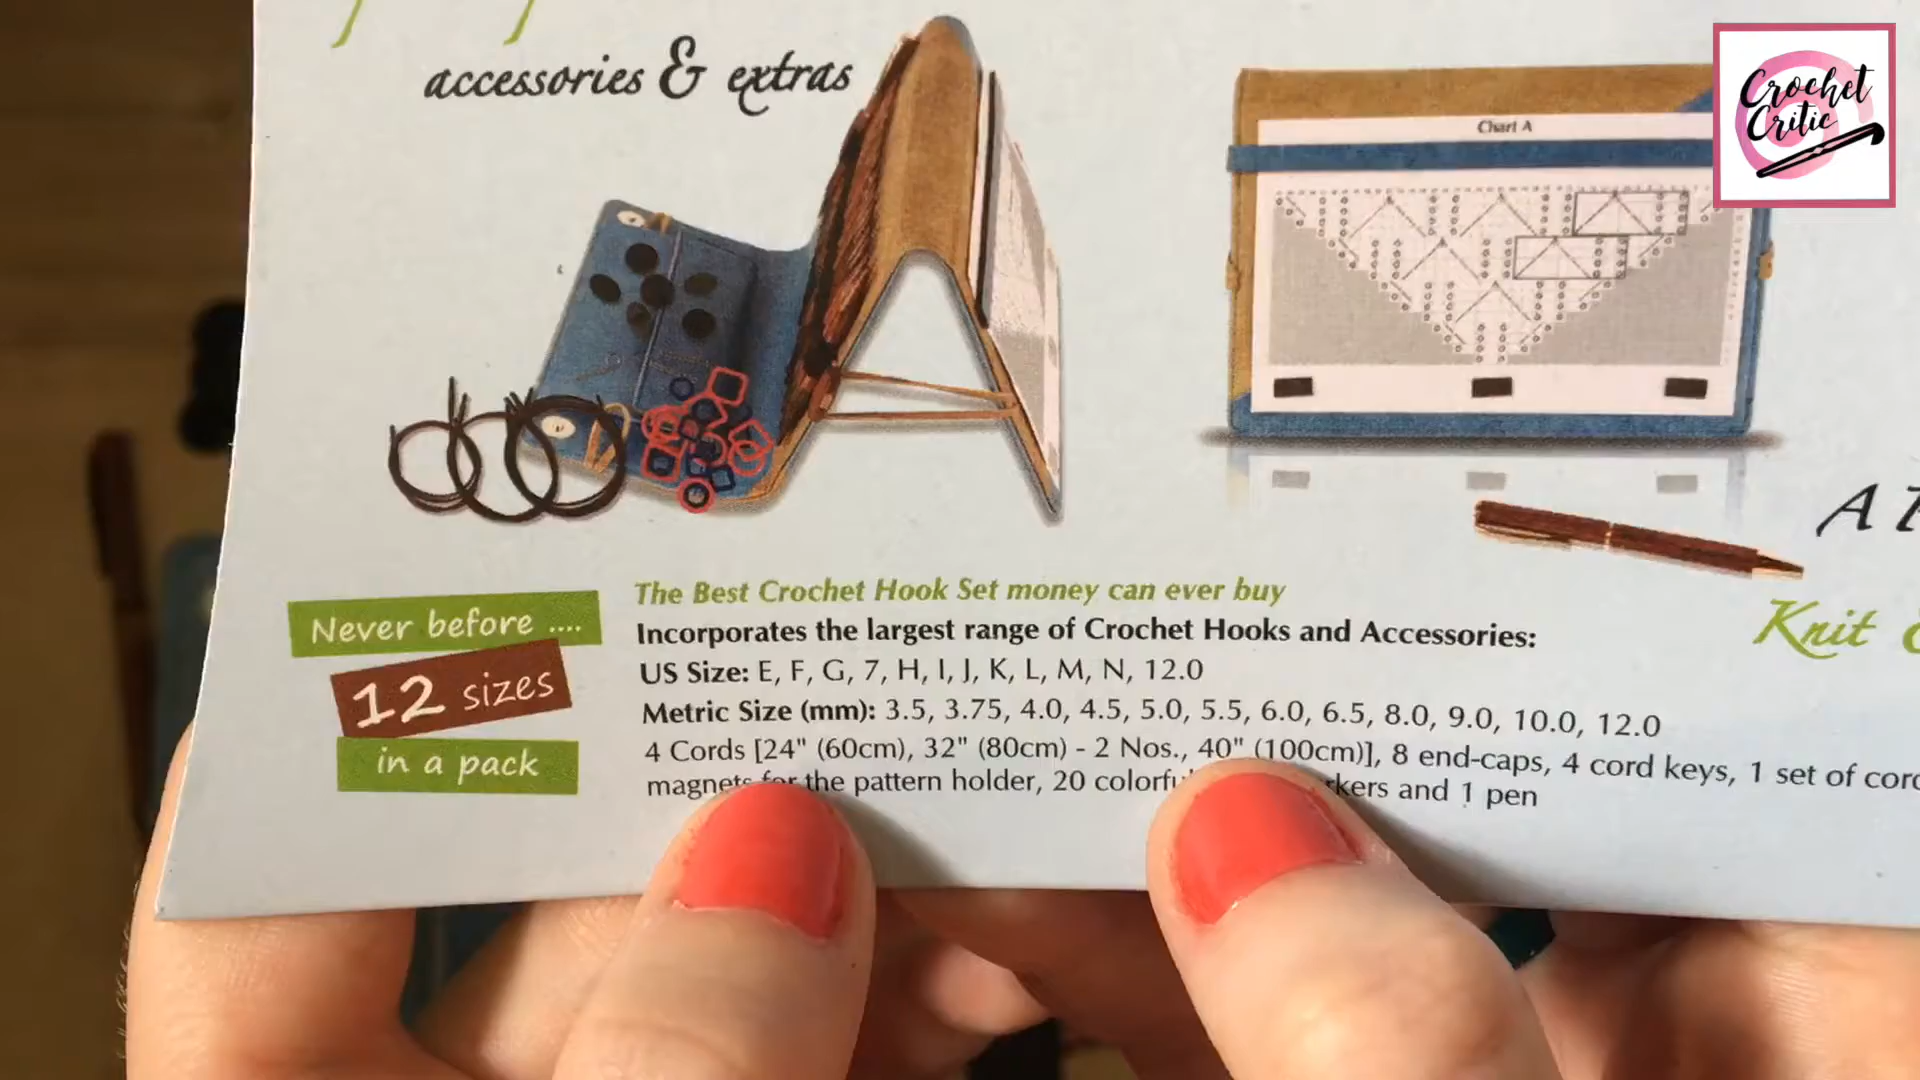 accessories & extras
Crochet
Critic
Chart A
A
Never before ....
12 sizes
in a pack
The Best Crochet Hook Set money can ever buy
Incorporates the largest range of Crochet Hooks and Accessories:
US Size: E, F, G, 7, H, I, J, K, L, M, N, 12.0
Metric Size (mm): 3.5, 3.75, 4.0, 4.5, 5.0, 5.5, 6.0, 6.5, 8.0, 9.0, 10.0, 12.0
4 Cords [24" (60cm), 32" (80cm) - 2 Nos., 40" (100cm)], 8 end-caps, 4 cord keys, 1 set of
magnets for the pattern holder, 20 and 1 pen
Knit